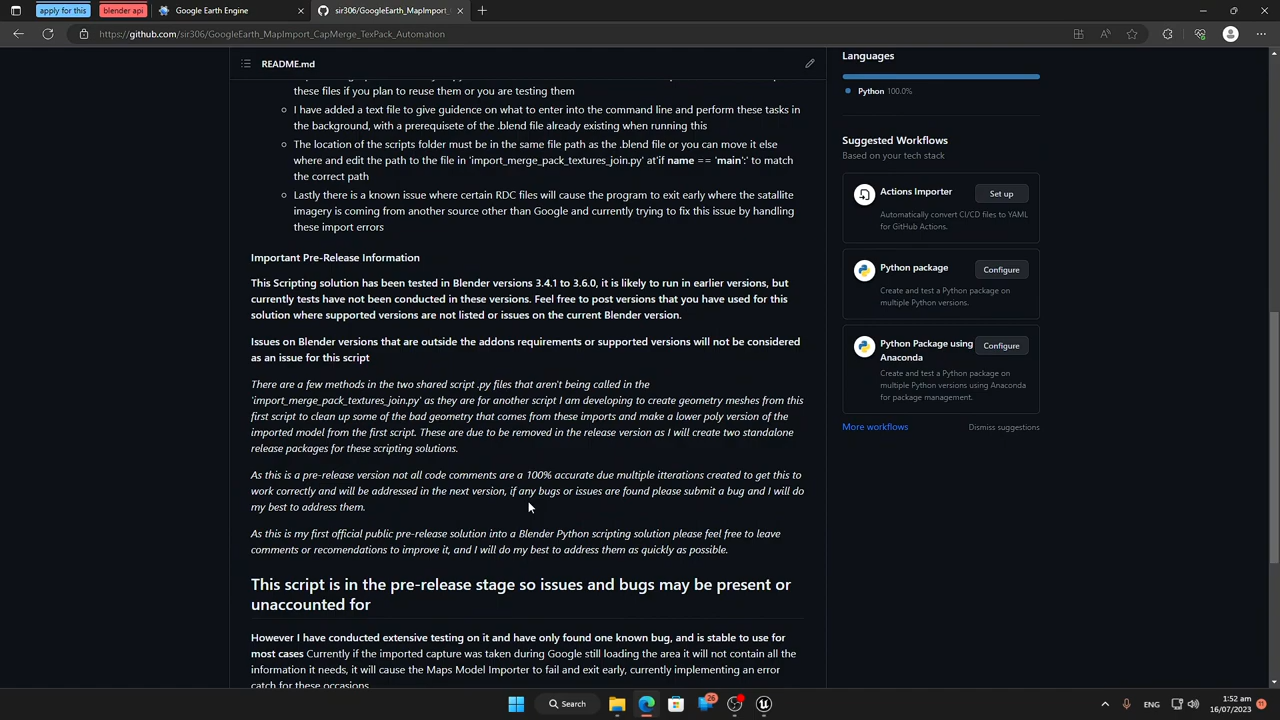 apply for this
blender api
Google Earth Engine
sir306/GoogleEarth_MapImport_
https://github.com/sir306/GoogleEarth_MapImport_CapMerge_TexPack_Automation
README.md
these files if you plan to reuse them or you are testing them
I have added a text file to give guidance on what to enter into the command line and perform these tasks in
the background, with a prerequisete of the .blend file already existing when running this
The location of the scripts folder must be in the same file path as the .blend file or you can move it else
where and edit the path to the file in 'import_merge_pack_textures_join.py' at'if name == 'main':' to match
the correct path
Lastly there is a known issue where certain RDC files will cause the program to exit early where the satallite
imagery is coming from another source other than Google and currently trying to fix this issue by handling
these import errors
Important Pre-Release Information
This Scripting solution has been tested in Blender versions 3.4.1 to 3.6.0, it is likely to run in earlier versions, but
currently tests have not been conducted in these versions. Feel free to post versions that you have used for this
solution where supported versions are not listed or issues on the current Blender version.
Issues on Blender versions that are outside the addons requirements or supported versions will not be considered
as an issue for this script
There are a few methods in the two shared script .py files that aren't being called in the
'import_merge_pack_textures_join.py' as they are for another script I am developing to create geometry meshes from this
first script to clean up some of the bad geometry that comes from these imports and make a lower poly version of the
imported model from the first script. These are due to be removed in the release version as I will create two standalone
release packages for these scripting solutions.
As this is a pre-release version not all code comments are a 100% accurate due multiple itterations created to get this to
work correctly and will be addressed in the next version, if any bugs or issues are found please submit a bug and I will do
my best to address them.
As this is my first official public pre-release solution into a Blender Python scripting solution please feel free to leave
comments or recomendations to improve it, and I will do my best to address them as quickly as possible.
This script is in the pre-release stage so issues and bugs may be present or
unaccounted for
However I have conducted extensive testing on it and have only found one known bug, and is stable to use for
most cases Currently if the imported capture was taken during Google still loading the area it will not contain all the
information it needs, it will cause the Maps Model Importer to fail and exit early, currently implementing an error
catch for these occasions
Languages
Python 100.0%
Suggested Workflows
Based on your tech stack
Actions Importer
Set up
Automatically convert CI/CD files to YAML
for GitHub Actions.
Python package
Configure
Create and test a Python package on
multiple Python versions.
Python Package using
Anaconda
Configure
Create and test a Python package on
multiple Python versions using Anaconda
for package management.
More workflows
Dismiss suggestions
Search
26
ENG
1:52 am
16/07/2023
11